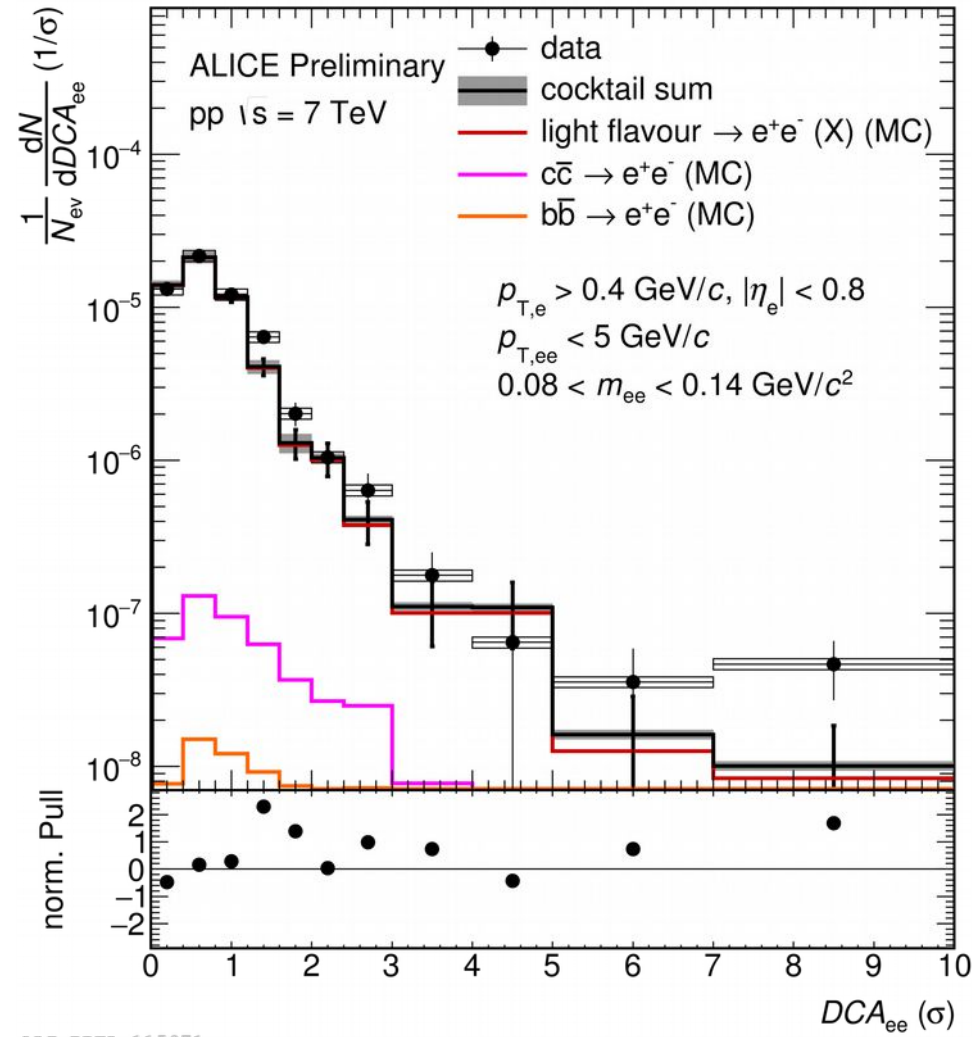 1/N_ev dN/dDCA_ee (1/σ)
ALICE Preliminary
pp √s = 7 TeV
data
cocktail sum
light flavour → e⁺e⁻ (X) (MC)
cc̄ → e⁺e⁻ (MC)
bb̄ → e⁺e⁻ (MC)
p_T,e > 0.4 GeV/c, |η_e| < 0.8
p_T,ee < 5 GeV/c
0.08 < m_ee < 0.14 GeV/c²
10⁻⁴
10⁻⁵
10⁻⁶
10⁻⁷
10⁻⁸
norm. Pull
2
1
0
−1
−2
0 1 2 3 4 5 6 7 8 9 10
DCA_ee (σ)